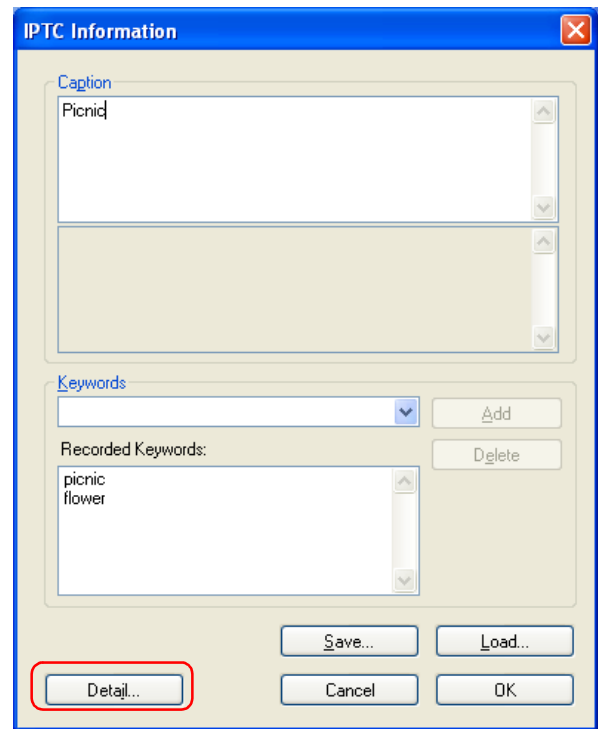 IPTC Information
Caption
Picnic
Keywords
Add
Recorded Keywords:
Delete
picnic
flower
Save...
Load...
Detail...
Cancel
OK